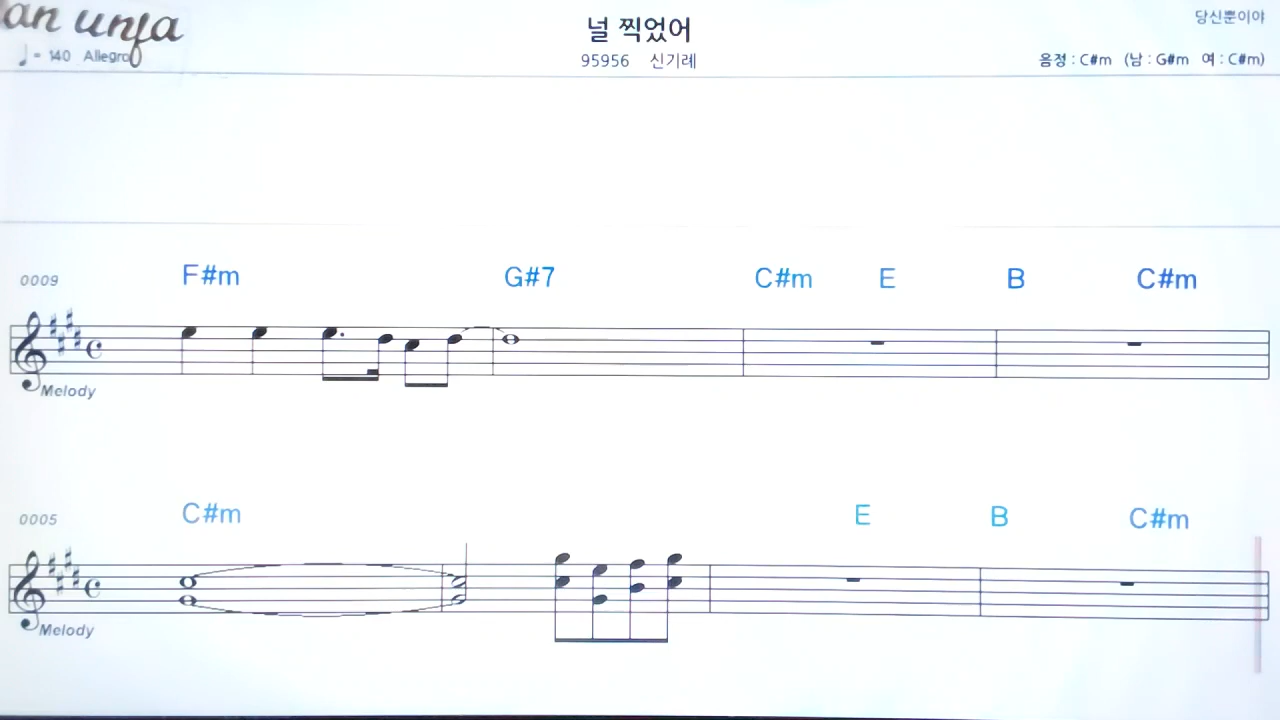 an unfa
널 찍었어
당신뿐이야
♩ = 140 Allegro
95956 신기례
음정 : C#m (남 : G#m 여 : C#m)
0009 F#m G#7 C#m E B C#m
Melody
0005 C#m E B C#m
Melody